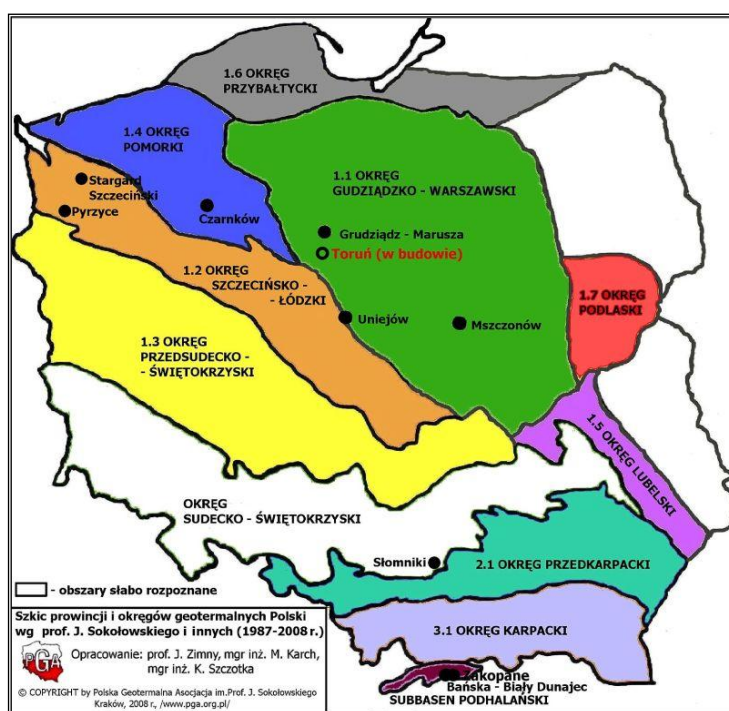 1.6 OKRĘG
PRZYBAŁTYCKI
1.4 OKRĘG
POMORKI
1.1 OKRĘG
GUDZIĄDZKO - WARSZAWSKI
Stargard
Szczeciński
Pyrzyce
Czarnków
Grudziądz - Marusza
Toruń (w budowie)
1.2 OKRĘG
SZCZECIŃSKO -
- ŁÓDZKI
1.7 OKRĘG
PODLASKI
Uniejów
Mszczonów
1.3 OKRĘG
PRZEDSUDECKO -
- ŚWIĘTOKRZYSKI
1.5 OKRĘG LUBELSKI
OKRĘG
SUDECKO - ŚWIĘTOKRZYSKI
Słomniki
2.1 OKRĘG PRZEDKARPACKI
- obszary słabo rozpoznane
3.1 OKRĘG KARPACKI
Szkic prowincji i okręgów geotermalnych Polski
wg prof. J. Sokołowskiego i innych (1987-2008 r.)
PGA
Opracowanie: prof. J. Zimny, mgr inż. M. Karch,
mgr inż. K. Szczotka
© COPYRIGHT by Polska Geotermalna Asocjacja im.Prof. J. Sokołowskiego
Kraków, 2008 r., /www.pga.org.pl/
Zakopane
Bańska - Biały Dunajec
SUBBASEN PODHALAŃSKI